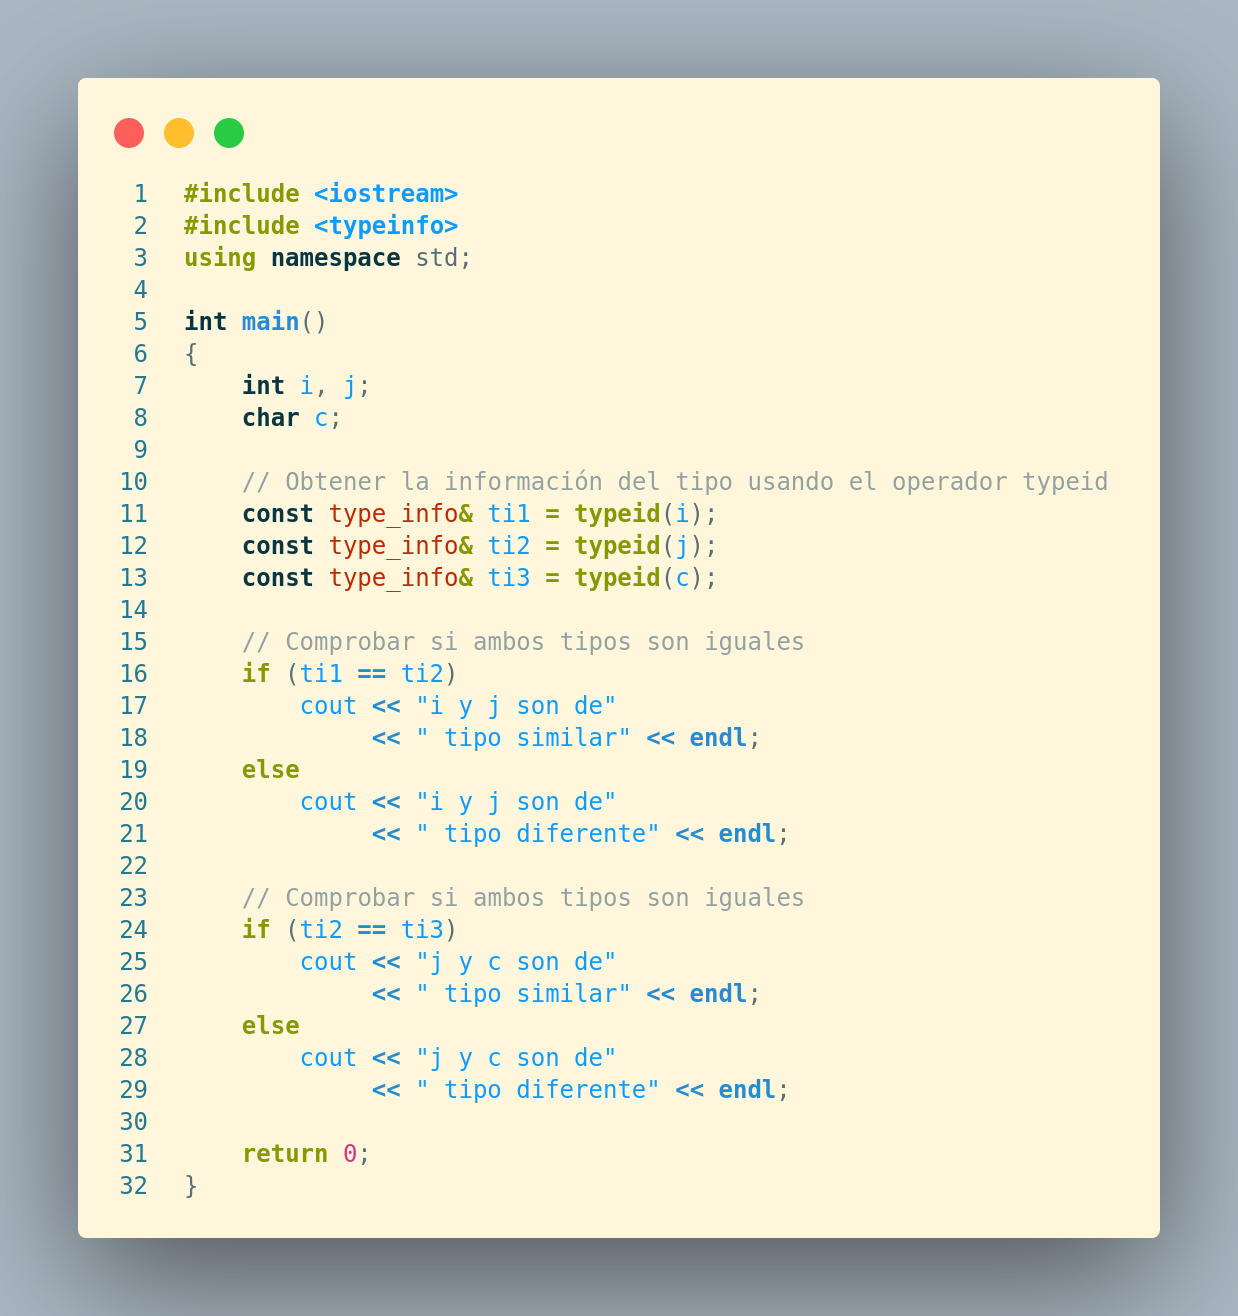 1 #include <iostream>
2 #include <typeinfo>
3 using namespace std;
4
5 int main()
6 {
7     int i, j;
8     char c;
9
10     // Obtener la información del tipo usando el operador typeid
11     const type_info& ti1 = typeid(i);
12     const type_info& ti2 = typeid(j);
13     const type_info& ti3 = typeid(c);
14
15     // Comprobar si ambos tipos son iguales
16     if (ti1 == ti2)
17         cout << "i y j son de"
18              << " tipo similar" << endl;
19     else
20         cout << "i y j son de"
21              << " tipo diferente" << endl;
22
23     // Comprobar si ambos tipos son iguales
24     if (ti2 == ti3)
25         cout << "j y c son de"
26              << " tipo similar" << endl;
27     else
28         cout << "j y c son de"
29              << " tipo diferente" << endl;
30
31     return 0;
32 }